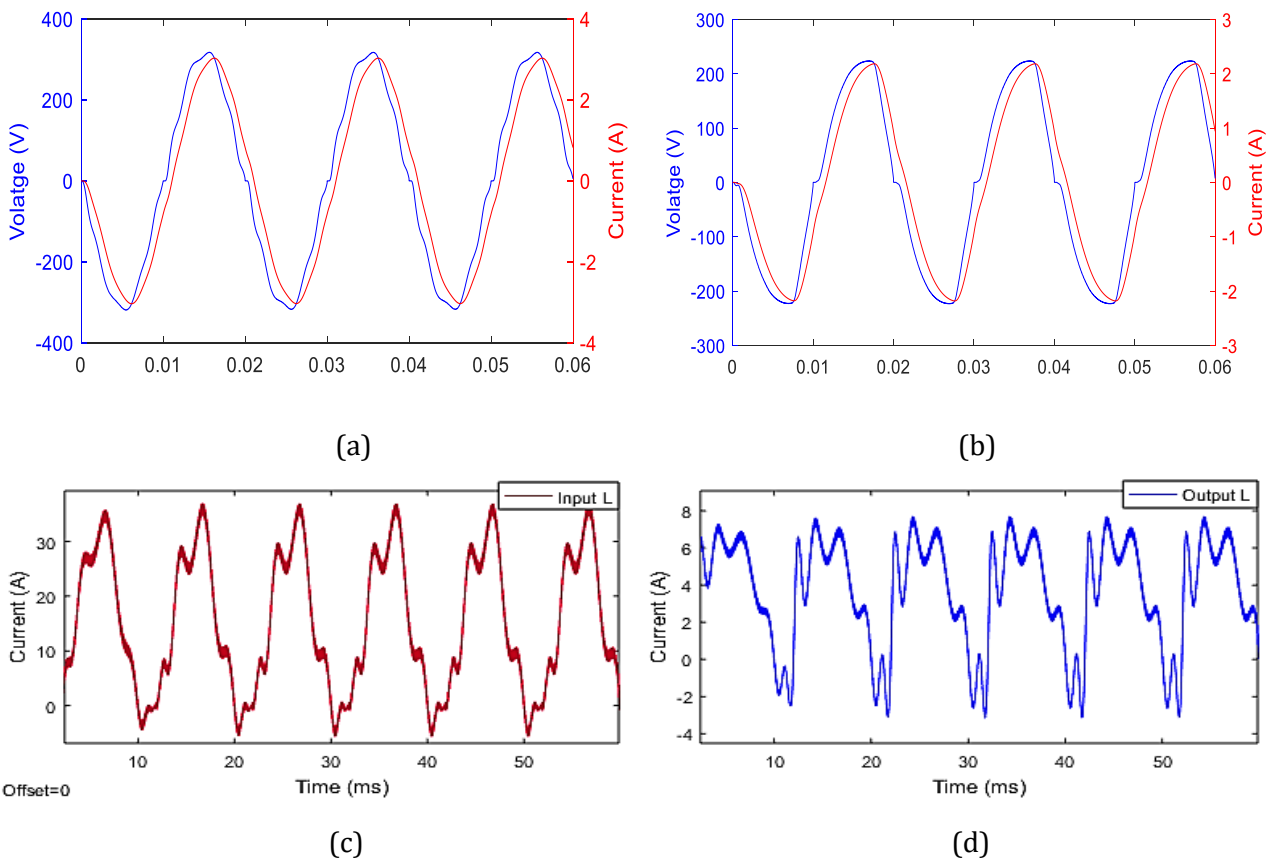 400
200
0
-200
-400
Volatge (V)
4
2
0
-2
-4
Current (A)
0 0.01 0.02 0.03 0.04 0.05 0.06
(a)
300
200
100
0
-100
-200
-300
Volatge (V)
3
2
1
0
-1
-2
-3
Current (A)
0 0.01 0.02 0.03 0.04 0.05 0.06
(b)
Input L
30
20
10
0
Current (A)
10 20 30 40 50
Time (ms)
Offset=0
(c)
Output L
8
6
4
2
0
-2
-4
Current (A)
10 20 30 40 50
Time (ms)
(d)